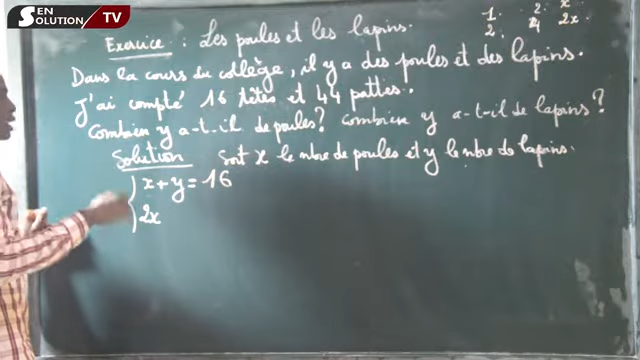 SEN SOLUTION TV
1 2 x
2 4 2x
Exercice : Les poules et les lapins.
Dans la cours du collège, il y a des poules et des lapins.
J'ai compté 16 têtes et 44 pattes.
Combien y a-t-il de poules? combien y a-t-il de lapins?
Solution Soit x le nbre de poules et y le nbre de lapins.
x+y=16
2x